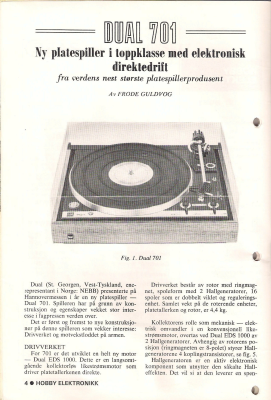 DUAL 701
Ny platespiller i toppklasse med elektronisk
direktedrift
fra verdens nest største platespillerprodusent
Av FRODE GULDVOG
Fig. 1. Dual 701
Dual (St. Georgen, Vest-Tyskland, ene-
representant i Norge: NEBB) presenterte på
Hannovermessen i år en ny platespiller —
Dual 701. Spilleren har på grunn av kon-
struksjon og egenskaper vekket stor inter-
esse i fagpressen verden over.
Det er først og fremst to nye konstruksjo-
ner på denne spilleren som vekker interesse:
Drivverket og motvektsloddet på armen.
DRIVVERKET
For 701 er det utviklet en helt ny motor
— Dual EDS 1000. Dette er en langsomt-
gående kollektorløs likestrømsmotor som
driver platetallerkenen direkte.
4 ● HOBBY ELEKTRONIKK
Drivverket består av rotor med ringmag-
net, spoleform med 2 Hallgeneratorer, 16
spoler som er dobbelt viklet og regulerings-
enhet. Samlet vekt på de roterende enheter,
platetallerken og rotor, er 4,4 kg.
Kollektorens rolle som mekanisk — elek-
trisk omvandler i en konvensjonell like-
strømsmotor, overtas ved Dual EDS 1000 av
2 Hallgeneratorer. Avhengig av rotorens po-
sisjon (ringmagneten er 8-polet) styrer Hall-
generatorene 4 koplingstransistorer, se fig. 5.
Hallgeneratoren er en aktiv elektronisk
komponent som utnytter den såkalte Hall-
effekten. Det vil si at den leverer en spen-